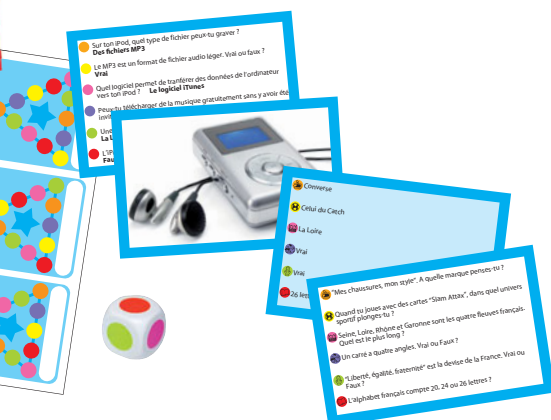 Sur ton iPod, quel type de fichier peux-tu graver ?
Des fichiers MP3
Le MP3 est un format de fichier audio léger. Vrai ou faux ?
Vrai
Quel logiciel permet de tranférer des données de l'ordinateur
vers ton iPod ? Le logiciel iTunes
Peux-tu télécharger de la musique gratuitement sans y avoir été
Une
L'iP
Converse
Celui du Catch
La Loire
Vrai
Vrai
26 lett
"Mes chaussures, mon style". A quelle marque penses-tu ?
Quand tu joues avec des cartes "Slam Attax", dans quel univers
sportif plonges-tu ?
Seine, Loire, Rhône et Garonne sont les quatre fleuves français.
Quel est le plus long ?
Un carré a quatre angles. Vrai ou Faux ?
"Liberté, égalité, fraternité" est la devise de la France. Vrai ou
Faux ?
L'alphabet français compte 20, 24 ou 26 lettres ?